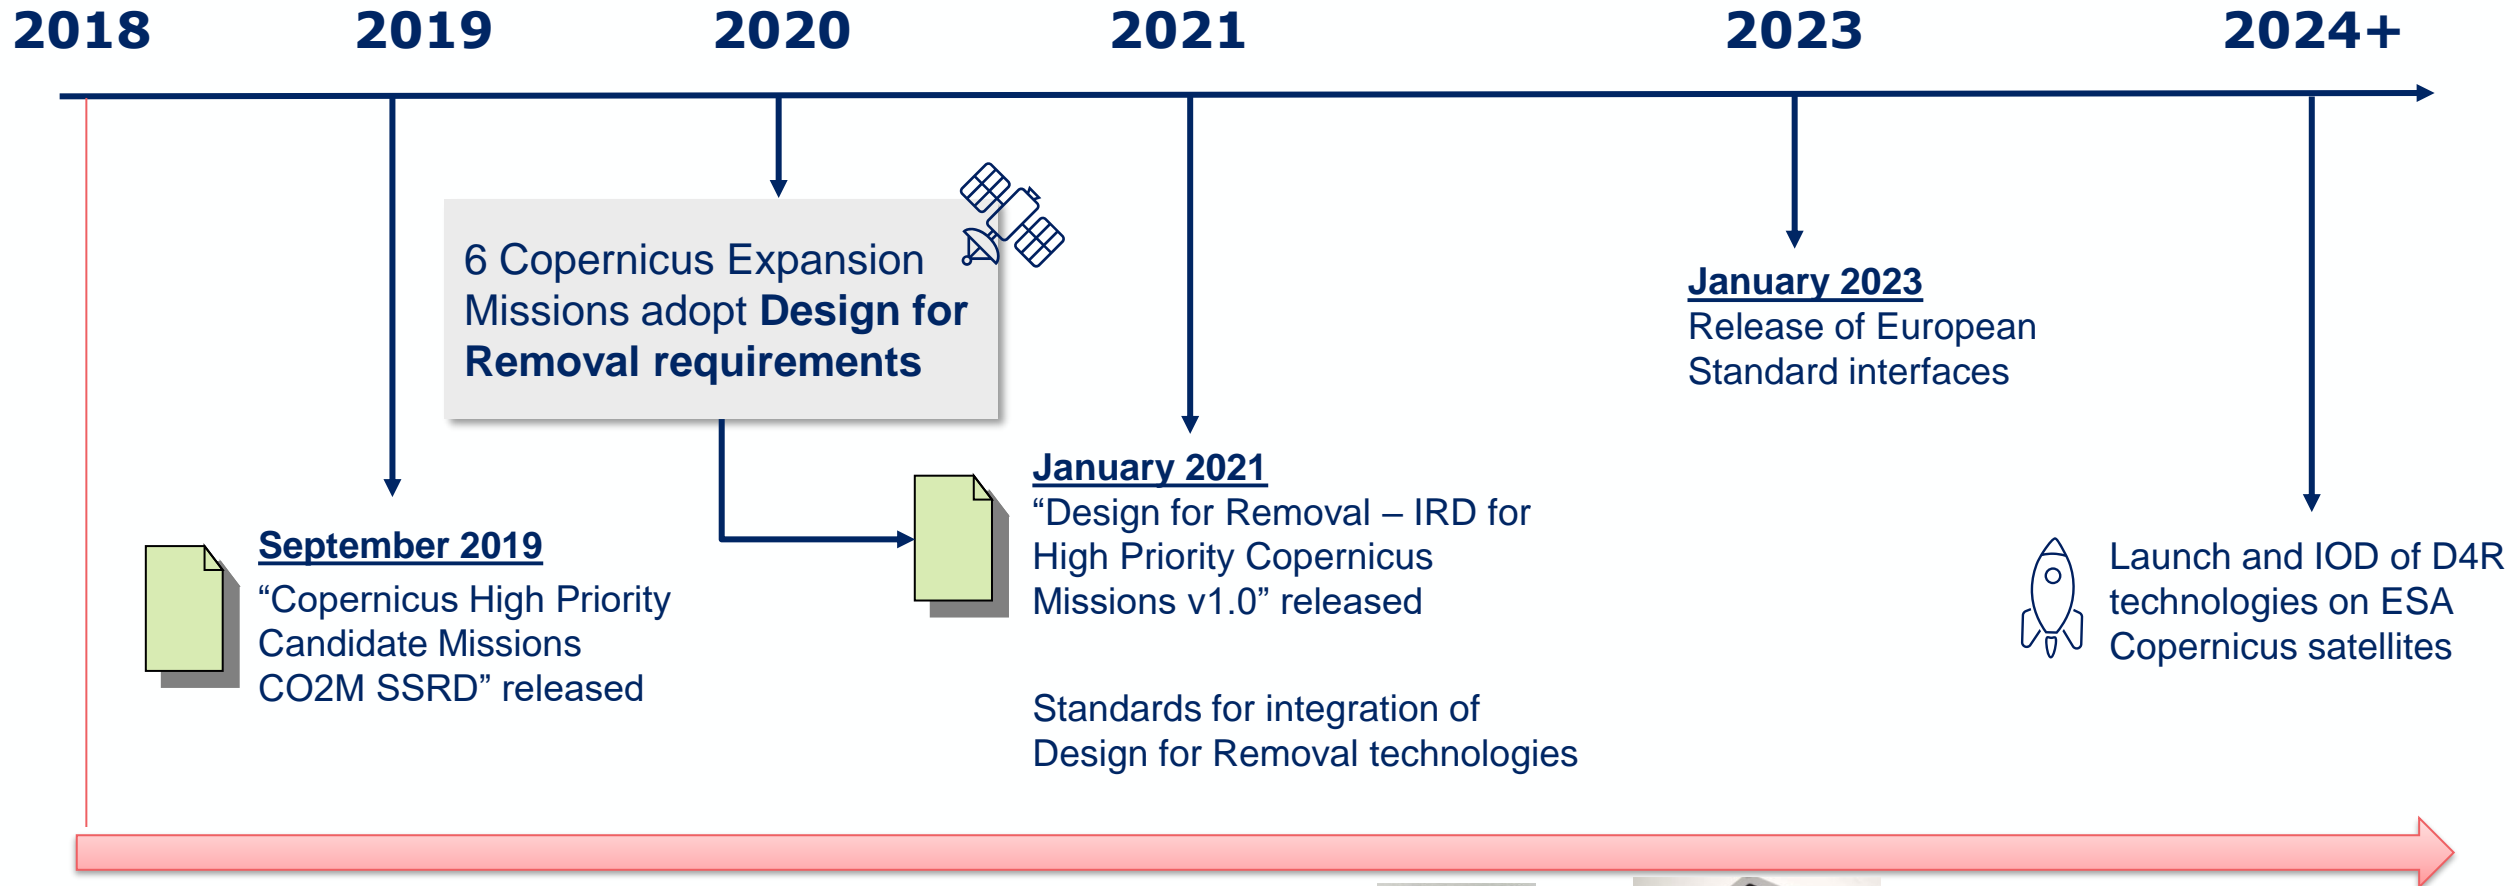 2018
2019
2020
2021
2023
2024+
6 Copernicus Expansion
Missions adopt Design for
Removal requirements
September 2019
“Copernicus High Priority
Candidate Missions
CO2M SSRD” released
January 2021
“Design for Removal – IRD for
High Priority Copernicus
Missions v1.0” released
Standards for integration of
Design for Removal technologies
January 2023
Release of European
Standard interfaces
Launch and IOD of D4R
technologies on ESA
Copernicus satellites